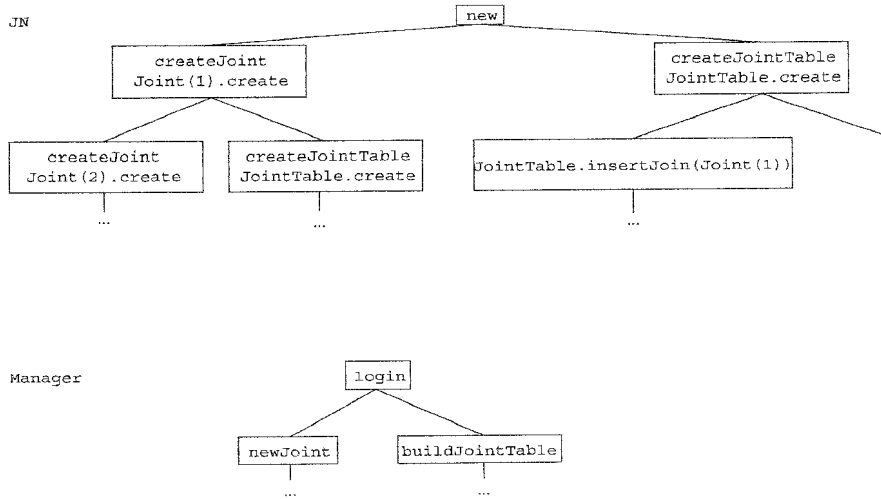 JN
new
createJoint
Joint(1).create
createJointTable
JointTable.create
createJoint
Joint(2).create
createJointTable
JointTable.create
JointTable.insertJoin(Joint(1))
...
...
...
Manager
login
newJoint
buildJointTable
...
...